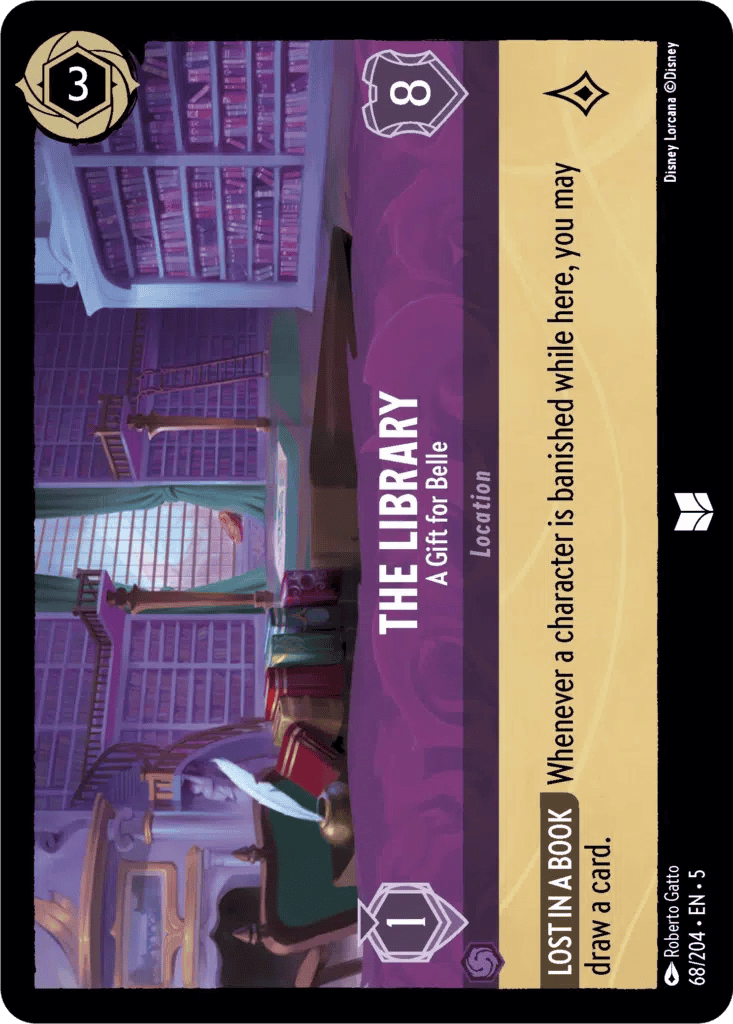 3
1
THE LIBRARY
8
A Gift for Belle
Location
LOST IN A BOOK Whenever a character is banished while here, you may
draw a card.
Roberto Gatto
68/204 • EN • 5
Disney Lorcana ©Disney